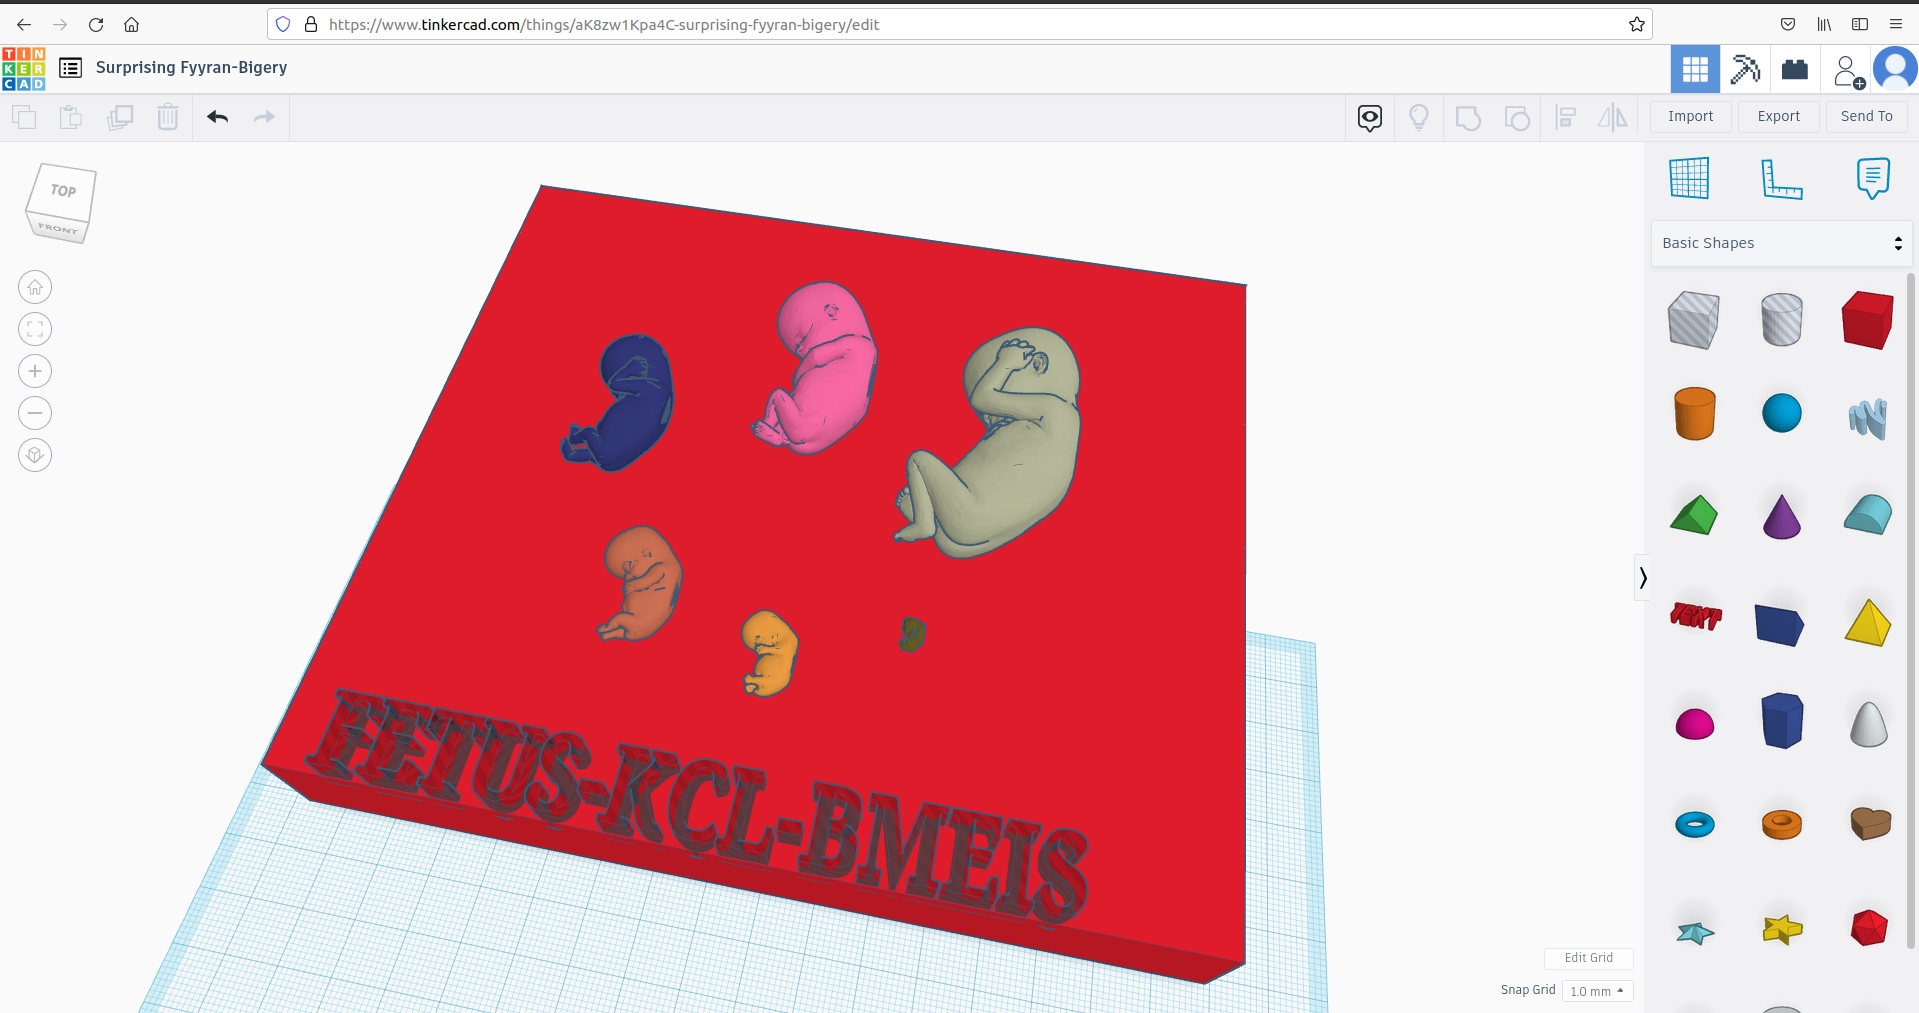 https://www.tinkercad.com/things/aK8zw1Kpa4C-surprising-fyyran-bigery/edit
TIN
KER
CAD
Surprising Fyyran-Bigery
Import
Export
Send To
TOP
FRONT
Basic Shapes
TEXT
FETUS-KCL-BMEIS
Edit Grid
Snap Grid
1.0 mm